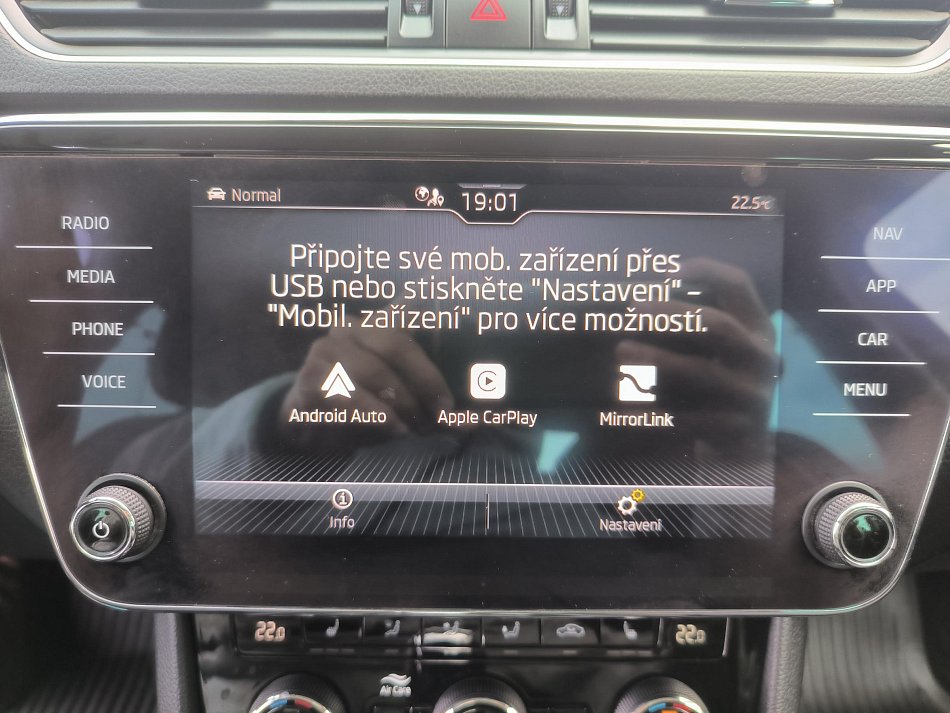 Normal
19:01
22.5°C
RADIO
MEDIA
PHONE
VOICE
Připojte své mob. zařízení přes
USB nebo stiskněte "Nastavení" –
"Mobil. zařízení" pro více možností.
Android Auto
Apple CarPlay
MirrorLink
Info
Nastavení
NAV
APP
CAR
MENU
22.0
22.0
Air Care